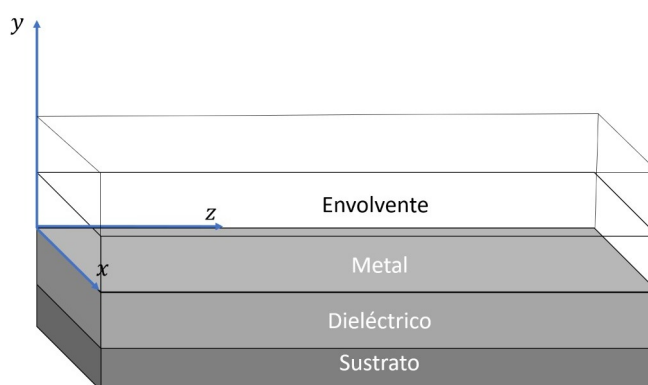 y
Envolvente
z
Metal
x
Dieléctrico
Sustrato